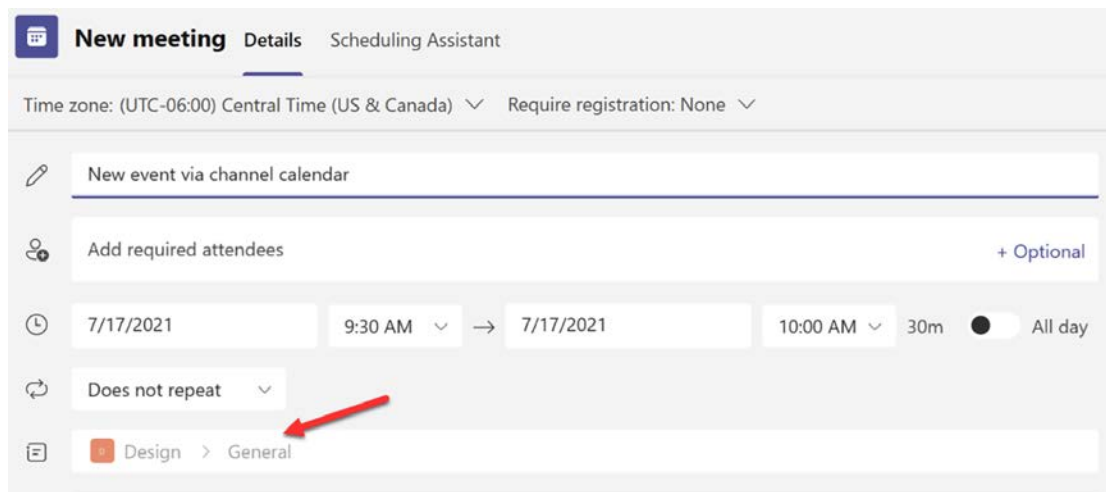 New meeting Details Scheduling Assistant
Time zone: (UTC-06:00) Central Time (US & Canada) Require registration: None
New event via channel calendar
Add required attendees + Optional
7/17/2021 9:30 AM → 7/17/2021 10:00 AM 30m All day
Does not repeat
Design > General